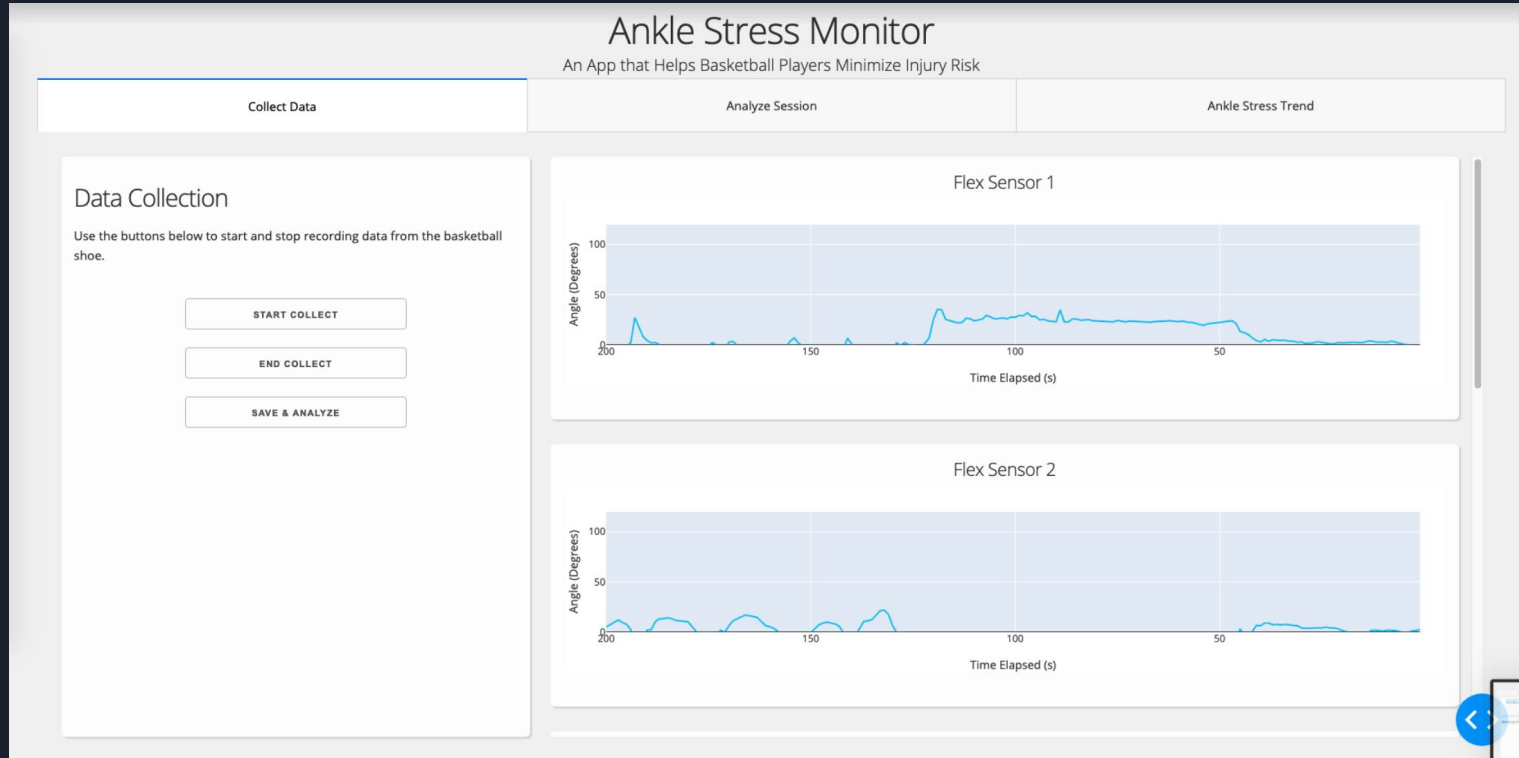 Ankle Stress Monitor
An App that Helps Basketball Players Minimize Injury Risk
Collect Data
Analyze Session
Ankle Stress Trend
Data Collection
Use the buttons below to start and stop recording data from the basketball
shoe.
START COLLECT
END COLLECT
SAVE & ANALYZE
Flex Sensor 1
Angle (Degrees)
100
50
0
200
150
100
50
Time Elapsed (s)
Flex Sensor 2
Angle (Degrees)
100
50
0
200
150
100
50
Time Elapsed (s)